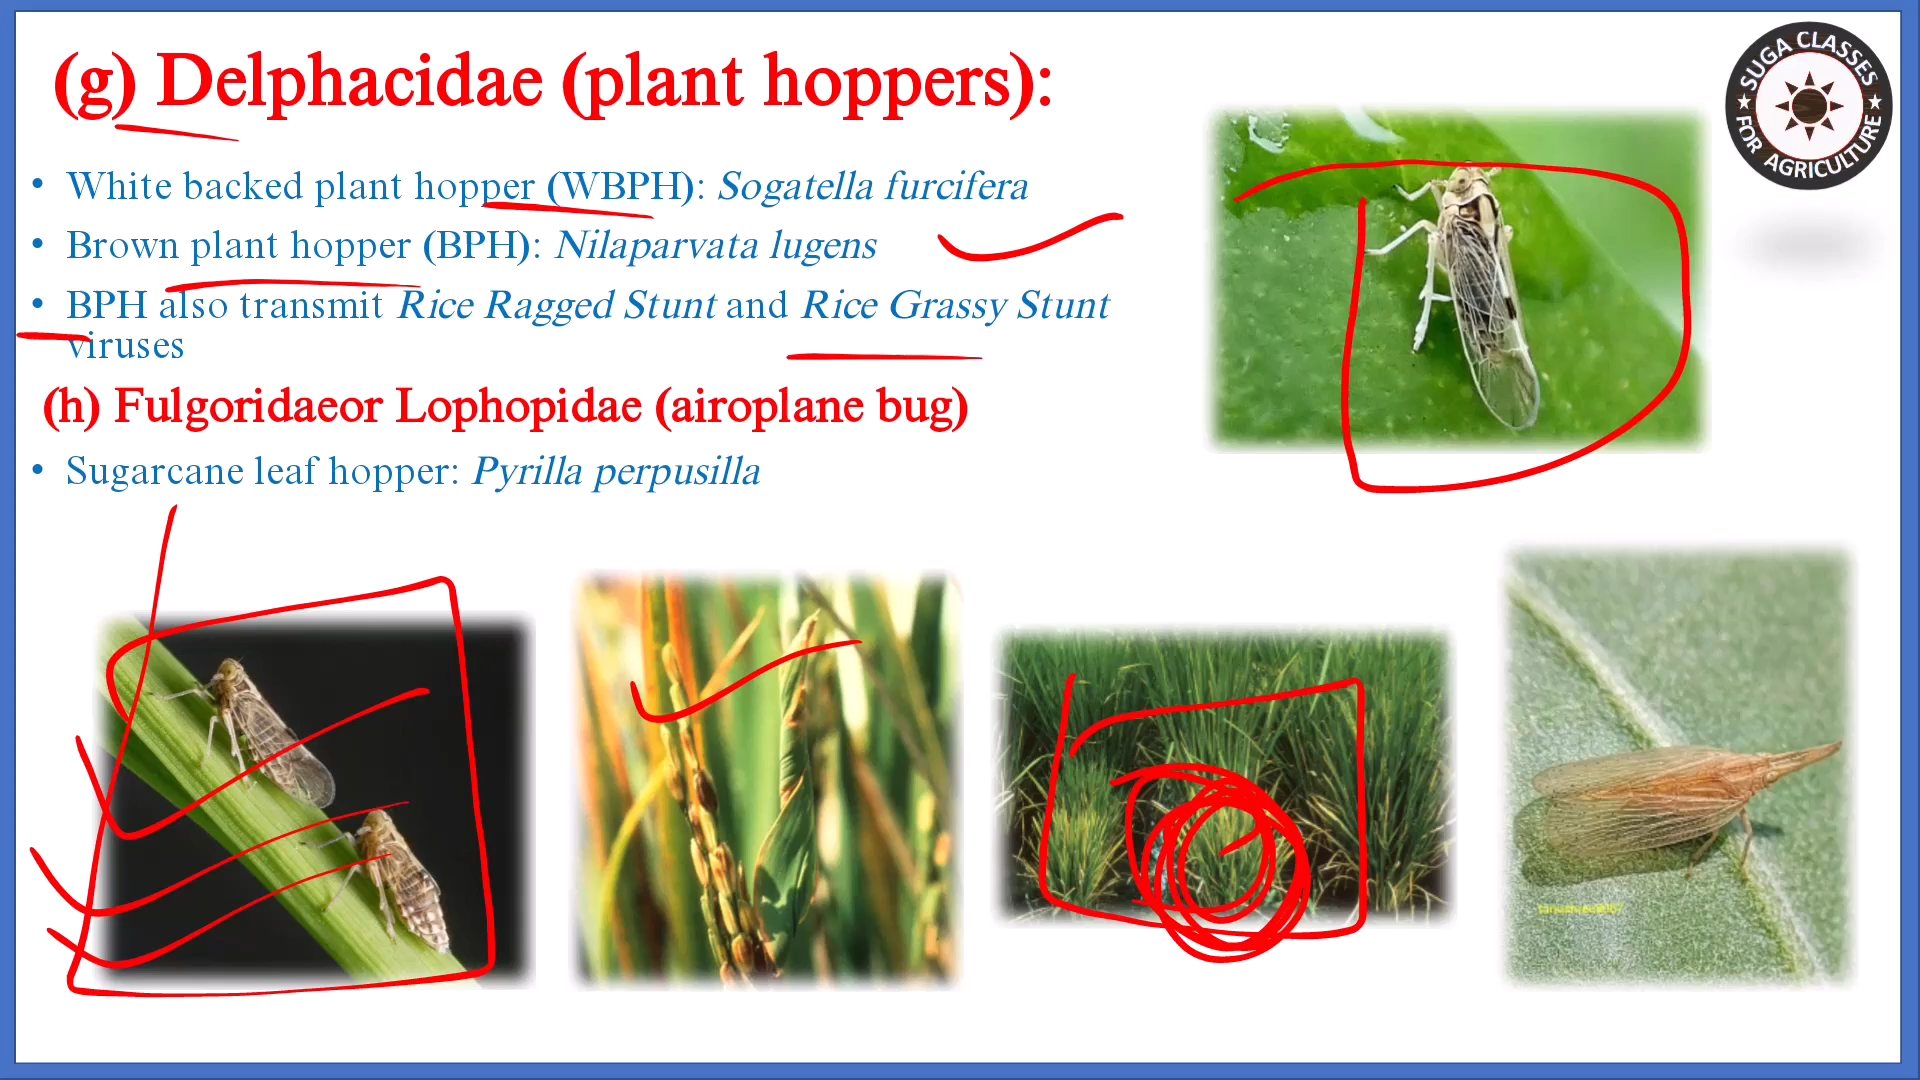 (g) Delphacidae (plant hoppers):
• White backed plant hopper (WBPH): Sogatella furcifera
• Brown plant hopper (BPH): Nilaparvata lugens
• BPH also transmit Rice Ragged Stunt and Rice Grassy Stunt
viruses
(h) Fulgoridaeor Lophopidae (airoplane bug)
• Sugarcane leaf hopper: Pyrilla perpusilla
SUGA CLASSES
FOR AGRICULTURE